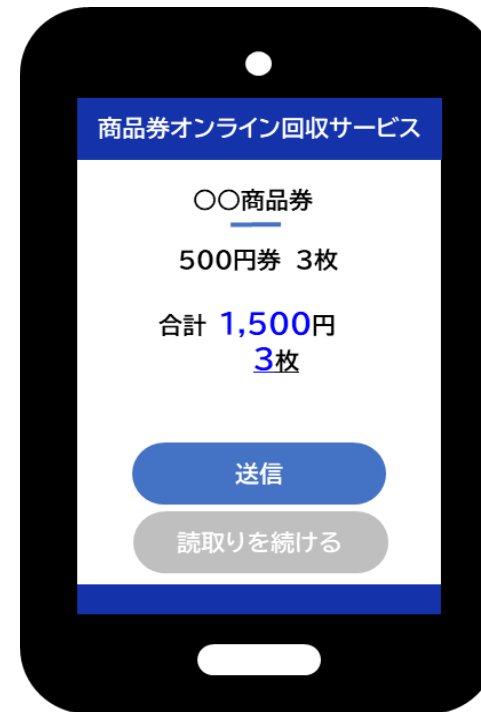 商品券オンライン回収サービス
〇〇商品券
500円券 3枚
合計 1,500円
3枚
送信
読取りを続ける